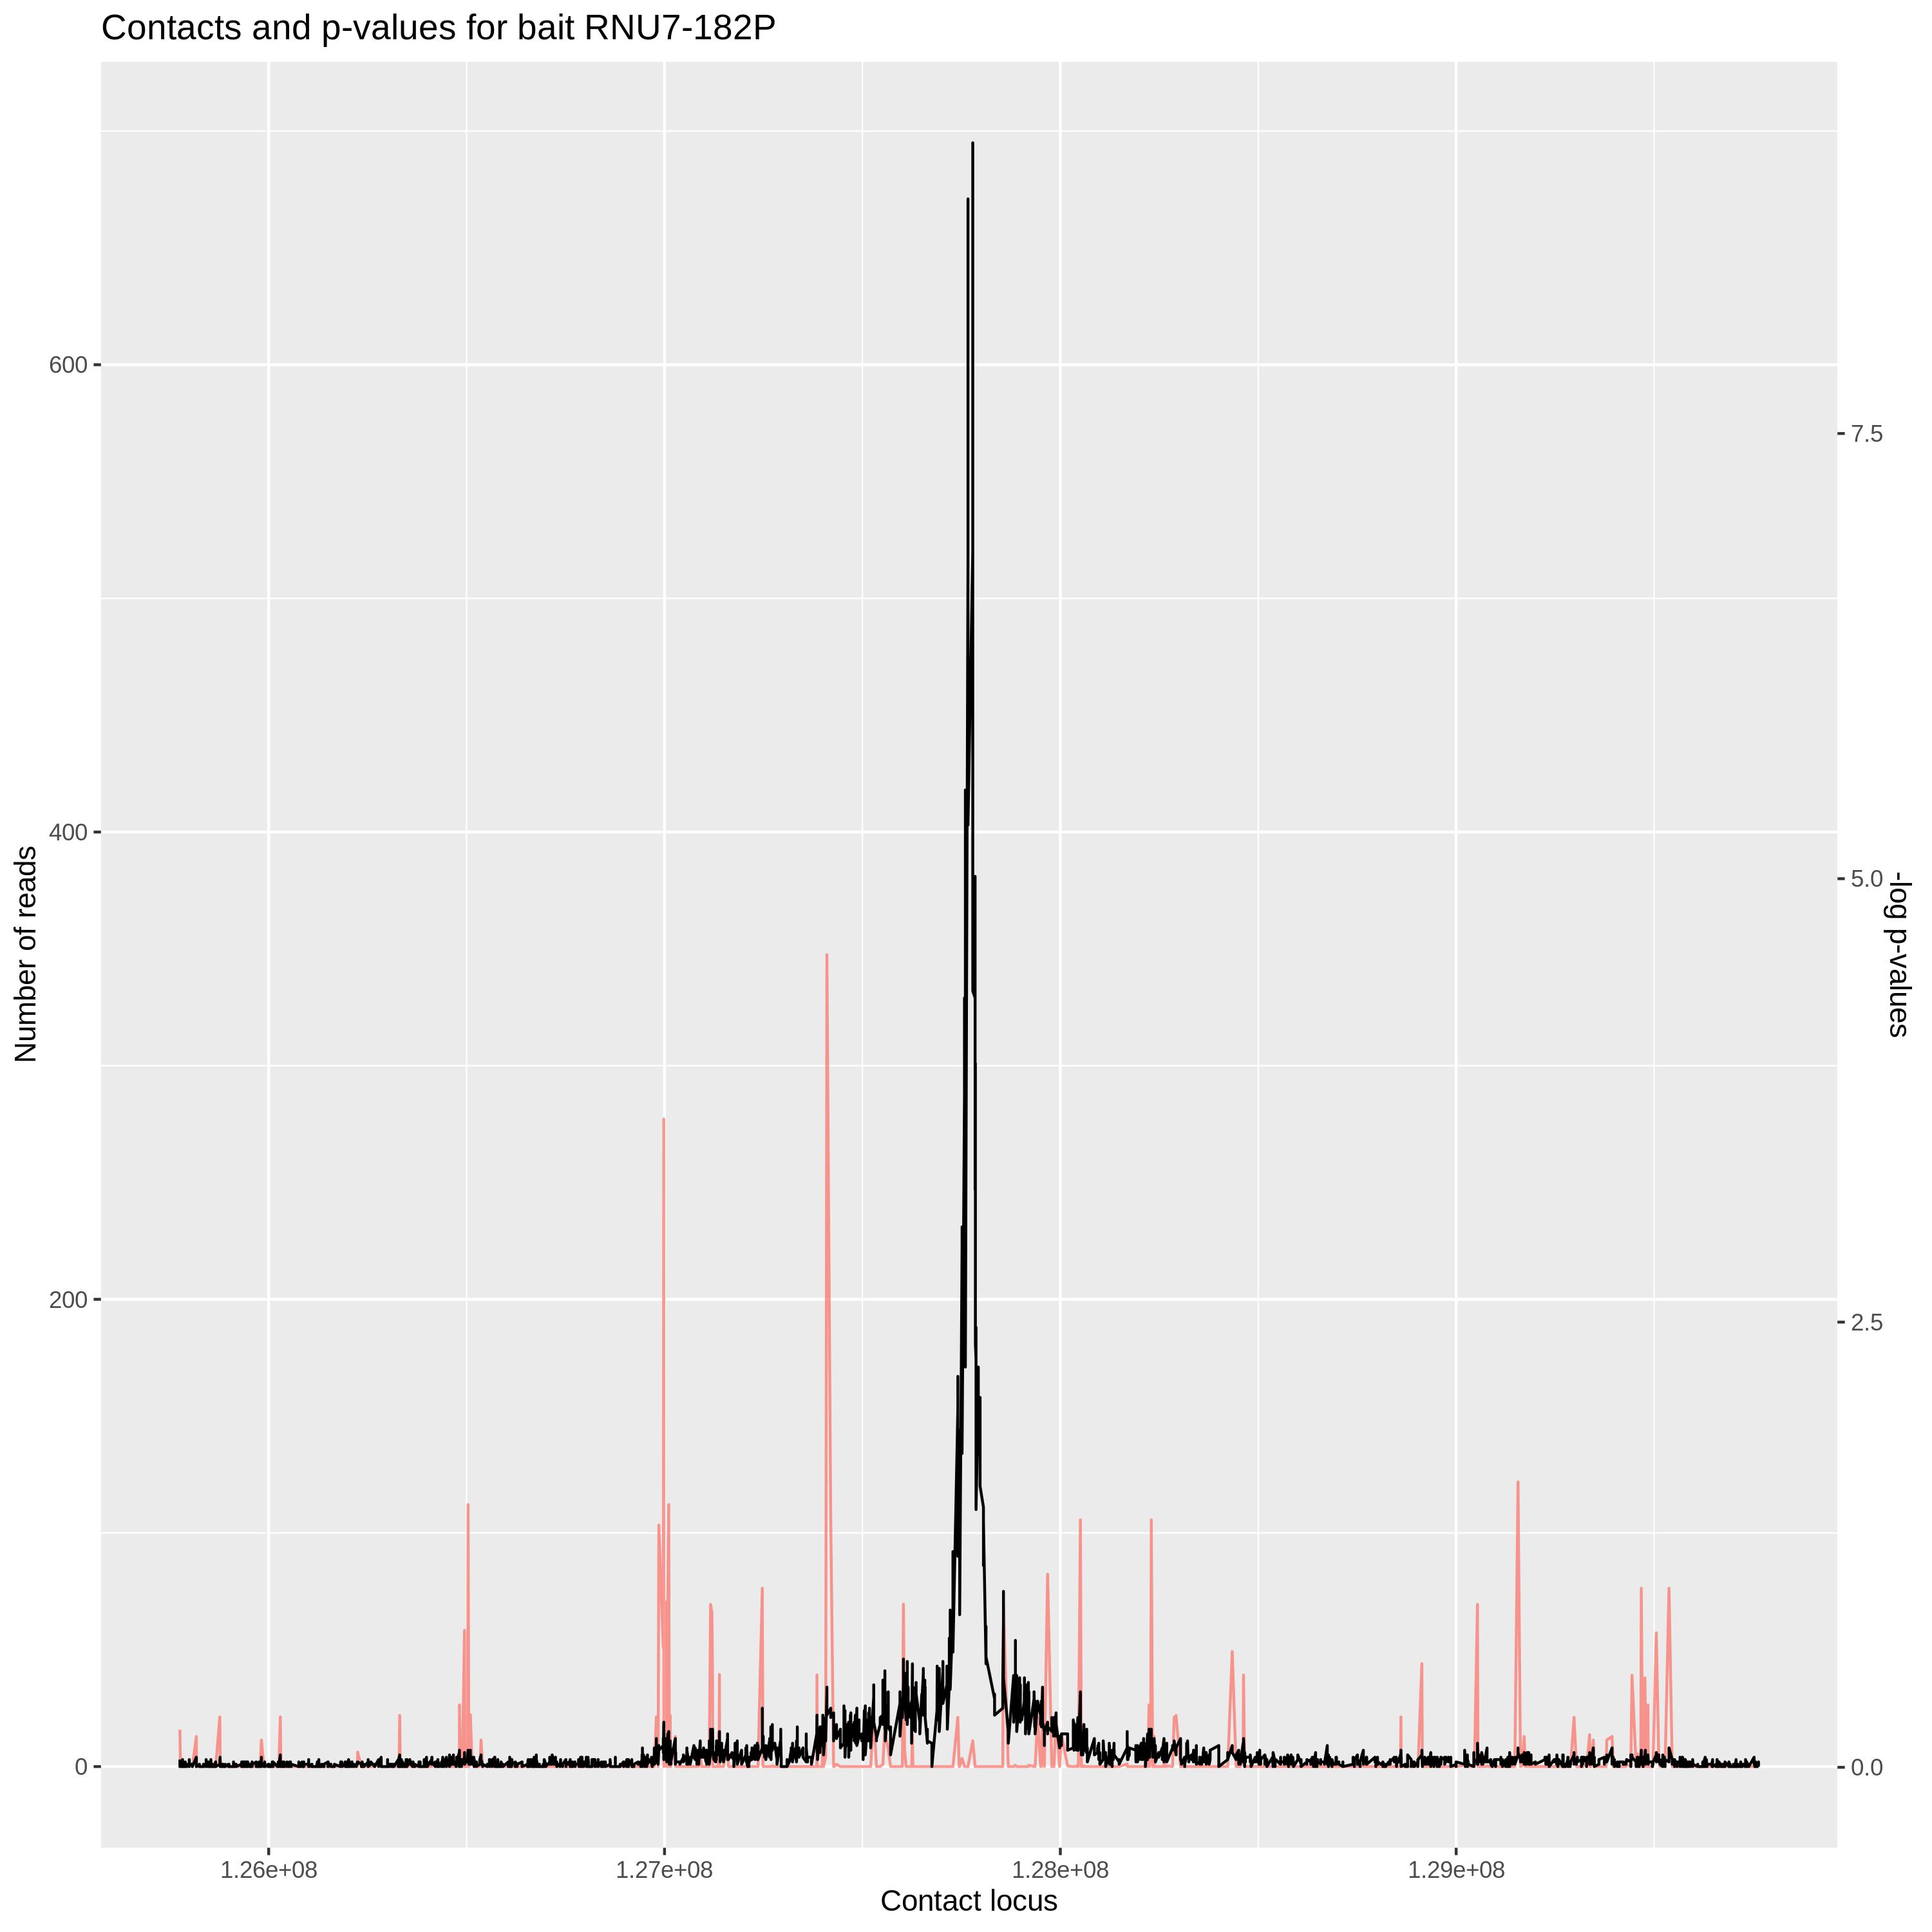 Contacts and p-values for bait RNU7-182P
600
400
200
0
7.5
5.0
2.5
0.0
Number of reads
-log p-values
1.26e+08
1.27e+08
1.28e+08
1.29e+08
Contact locus